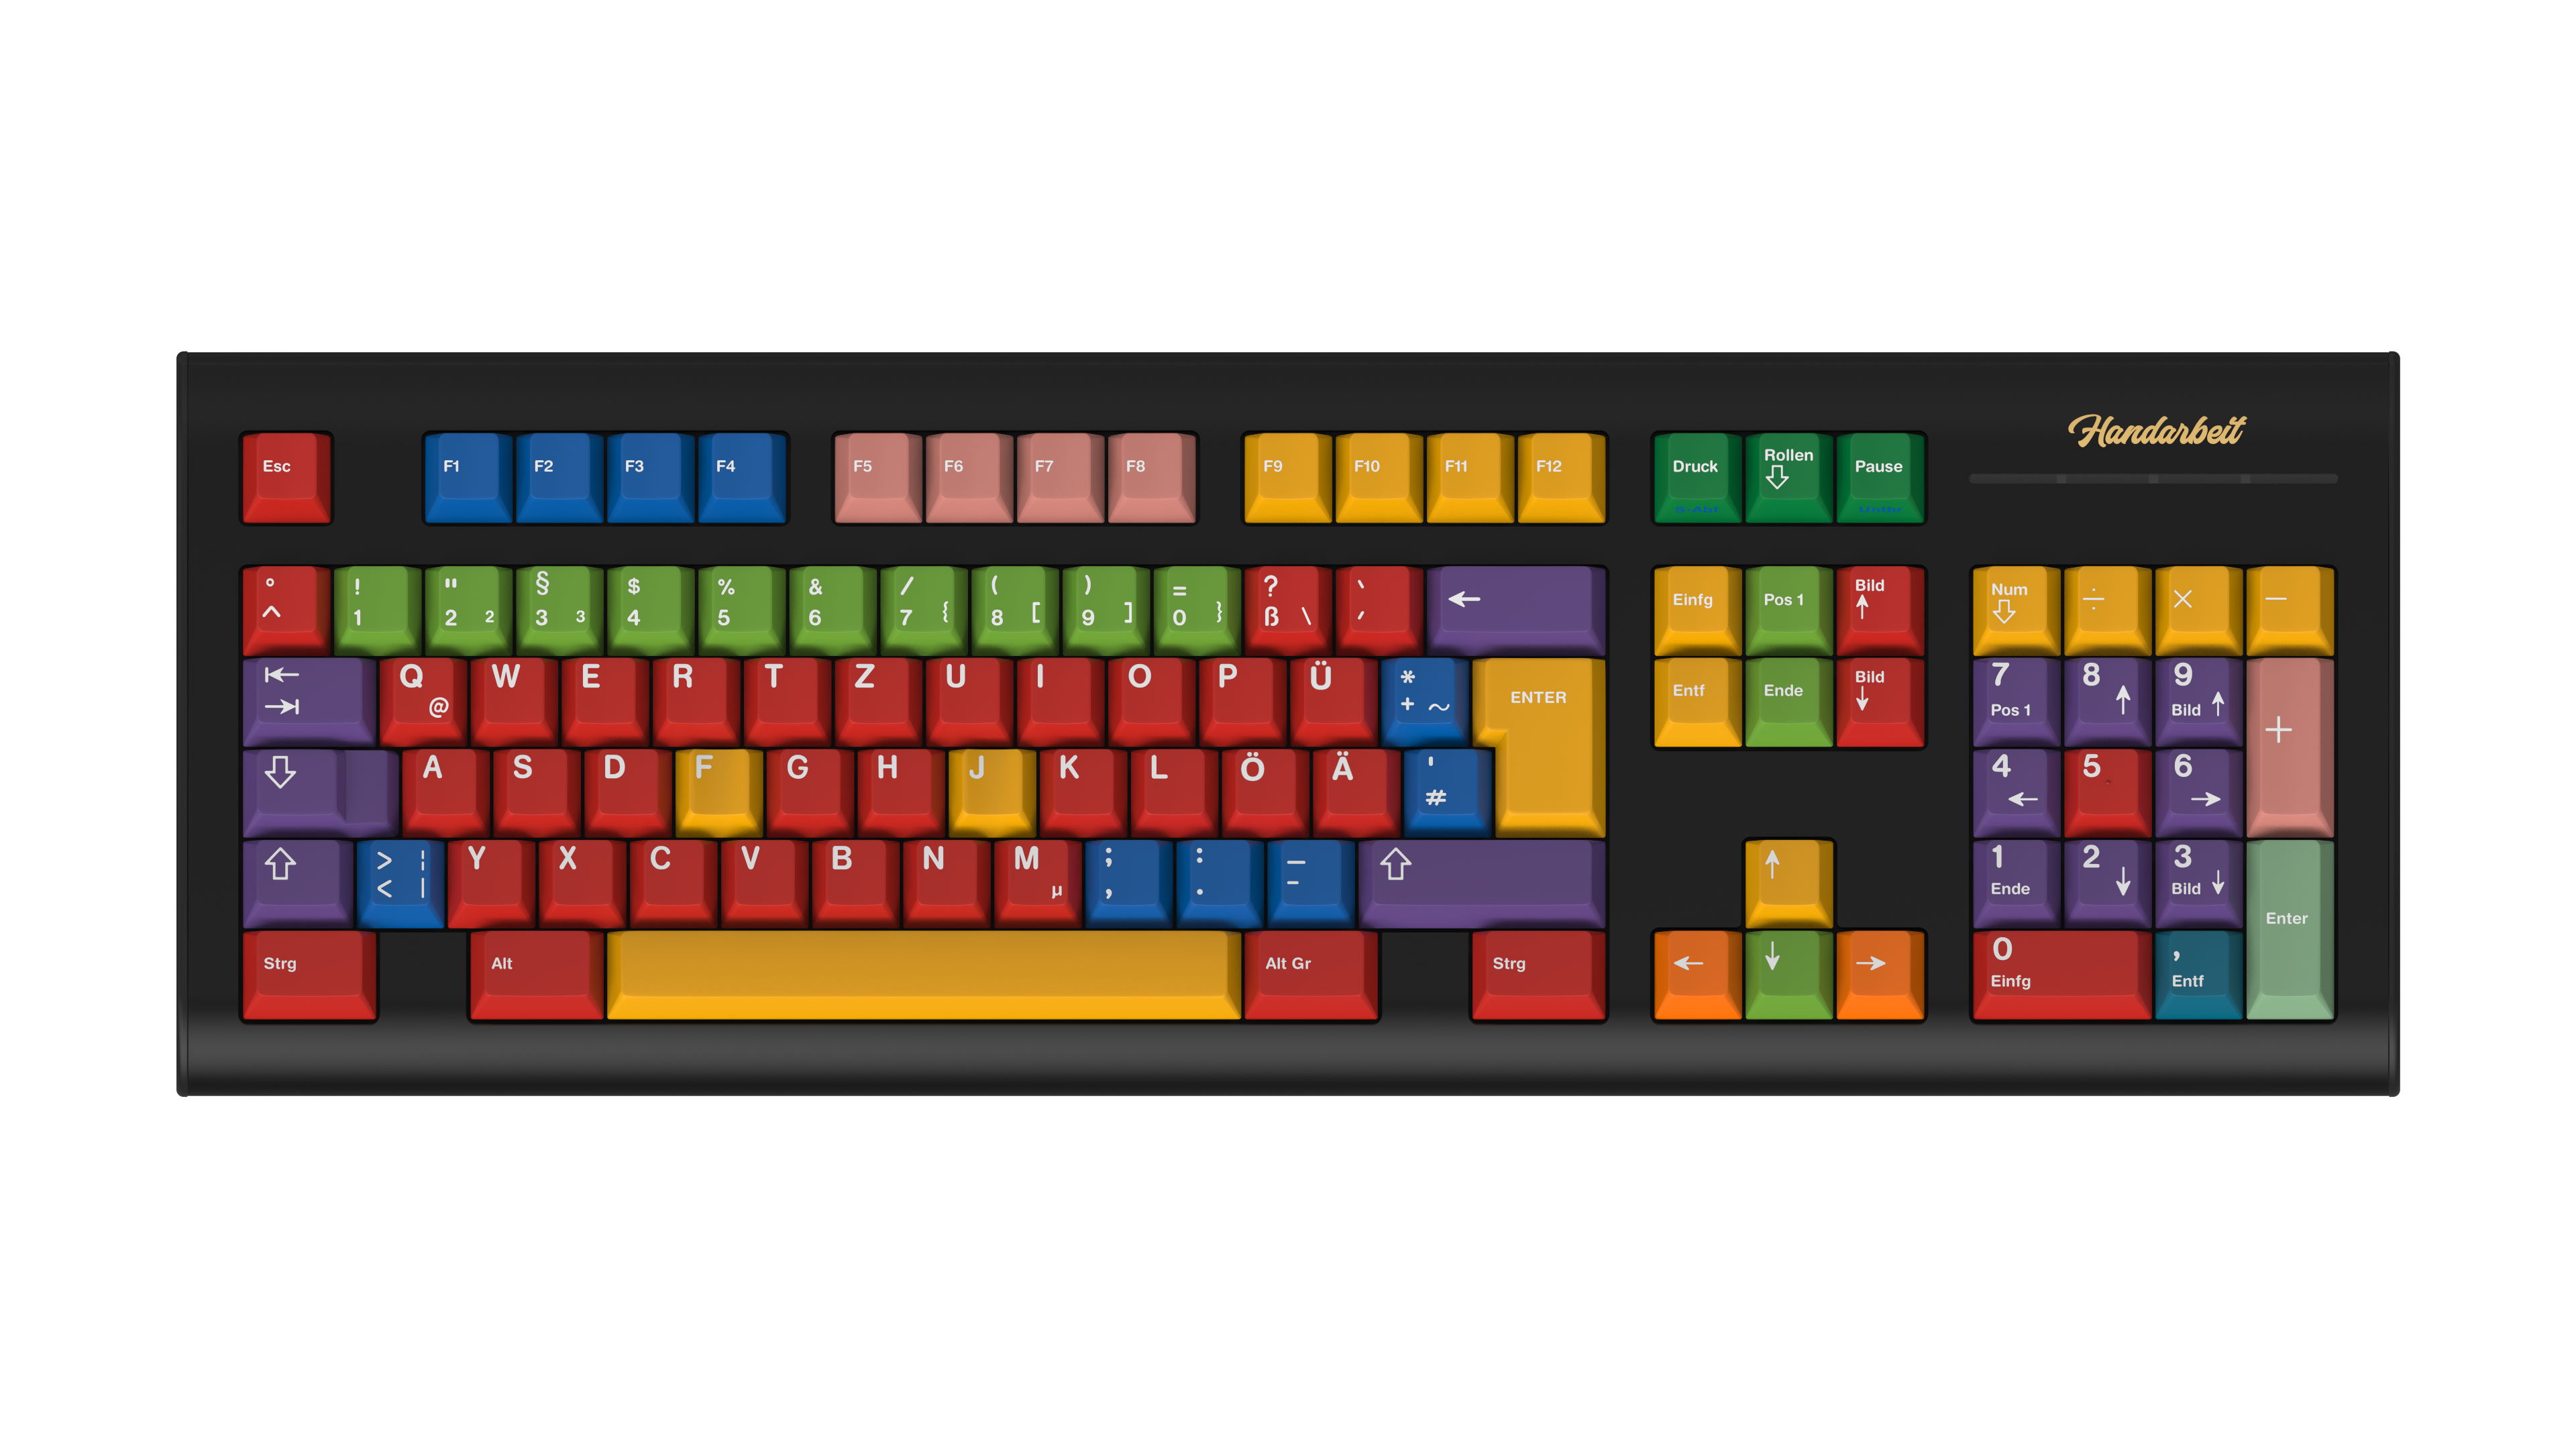 Handarbeit
Esc F1 F2 F3 F4 F5 F6 F7 F8 F9 F10 F11 F12 Druck Rollen ⇩ Pause
° ^ ! 1 " 2 ² § 3 ³ $ 4 % 5 & 6 / 7 { ( 8 [ ) 9 ] = 0 } ? ß \ ` ´ ← Einfg Pos 1 Bild ↑ Num ⇩ ÷ × −
Q @ W E R T Z U I O P Ü * + ~ ENTER Entf Ende Bild ↓ 7 Pos 1 8 ↑ 9 Bild ↑ +
⇩ A S D F G H J K L Ö Ä ' # 4 ← 5 6 →
⇧ > < ¦ | Y X C V B N M µ ; , : . _ - ⇧ ↑ 1 Ende 2 ↓ 3 Bild ↓ Enter
Strg Alt Alt Gr Strg ← ↓ → 0 Einfg , Entf